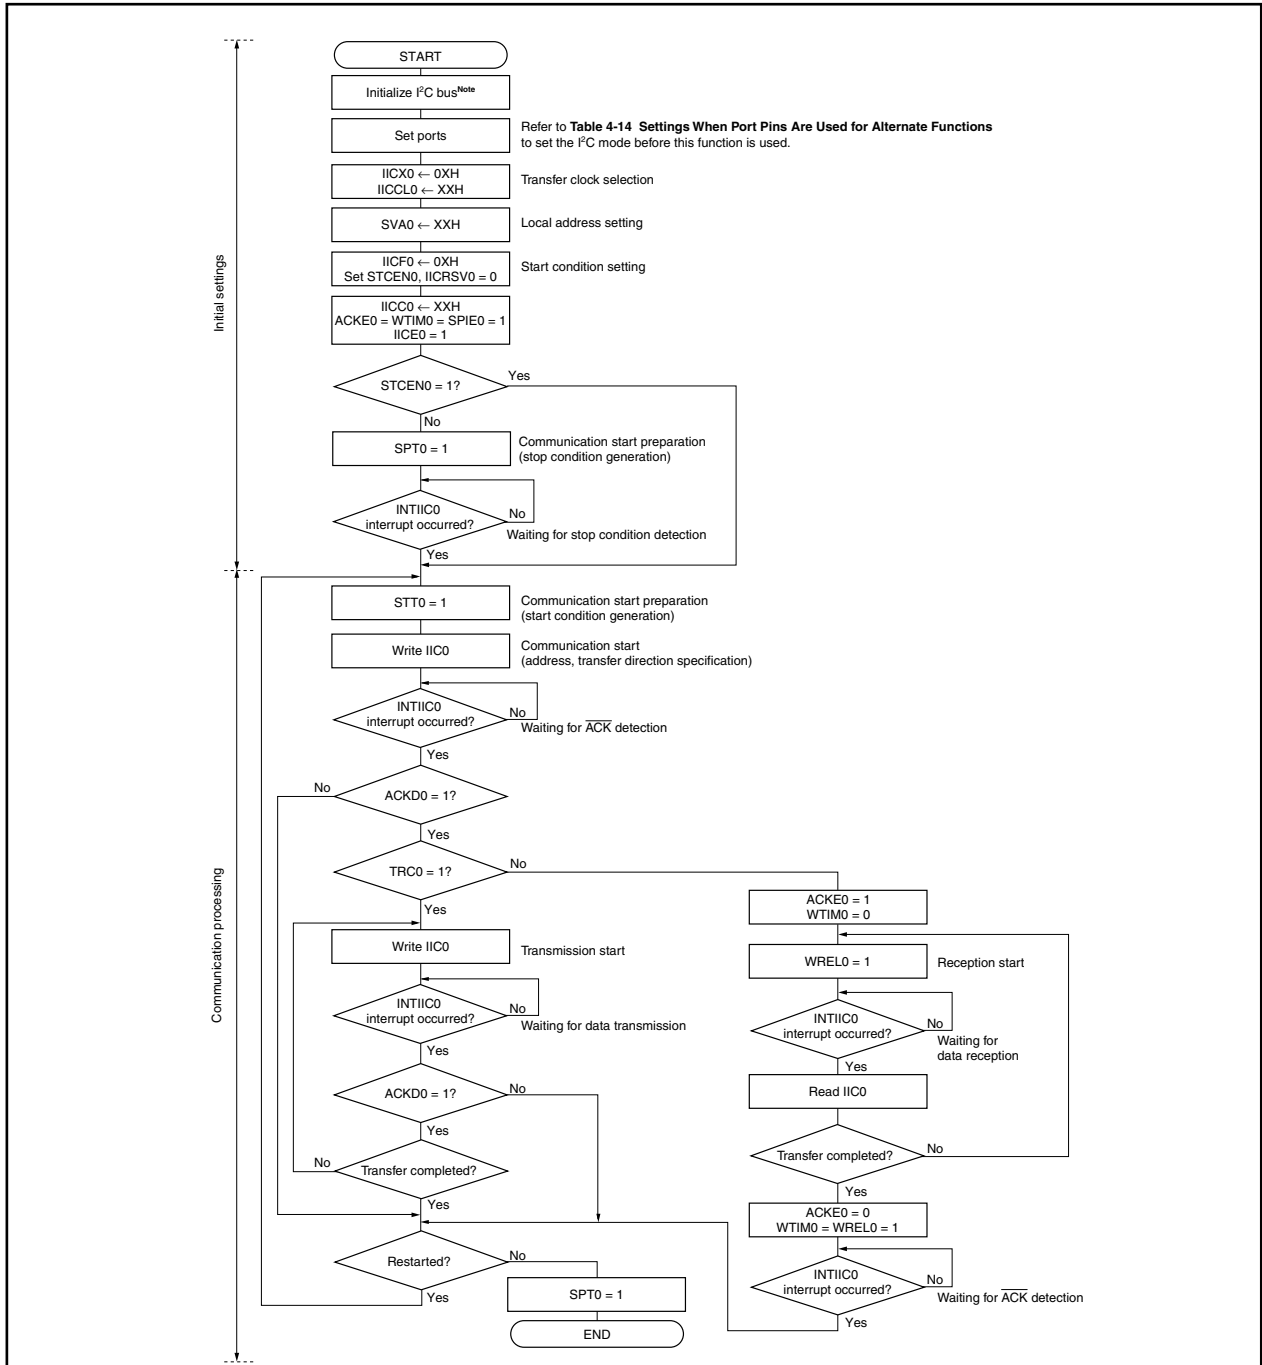 START
Initialize I²C busNote
Set ports
Refer to Table 4-14 Settings When Port Pins Are Used for Alternate Functions
to set the I²C mode before this function is used.
IICX0 ← 0XH
IICCL0 ← XXH
Transfer clock selection
SVA0 ← XXH
Local address setting
IICF0 ← 0XH
Set STCEN0, IICRSV0 = 0
Start condition setting
IICC0 ← XXH
ACKE0 = WTIM0 = SPIE0 = 1
IICE0 = 1
Initial settings
STCEN0 = 1?
Yes
No
SPT0 = 1
Communication start preparation
(stop condition generation)
INTIIC0
interrupt occurred?
No
Waiting for stop condition detection
Yes
STT0 = 1
Communication start preparation
(start condition generation)
Write IIC0
Communication start
(address, transfer direction specification)
INTIIC0
interrupt occurred?
No
Waiting for A̅C̅K̅ detection
Yes
No
ACKD0 = 1?
Yes
TRC0 = 1?
No
Yes
Communication processing
Write IIC0
Transmission start
INTIIC0
interrupt occurred?
No
Waiting for data transmission
Yes
ACKD0 = 1?
No
Yes
No
Transfer completed?
Yes
Restarted?
No
Yes
SPT0 = 1
END
ACKE0 = 1
WTIM0 = 0
WREL0 = 1
Reception start
INTIIC0
interrupt occurred?
No
Waiting for
data reception
Yes
Read IIC0
Transfer completed?
No
Yes
ACKE0 = 0
WTIM0 = WREL0 = 1
INTIIC0
interrupt occurred?
No
Waiting for A̅C̅K̅ detection
Yes